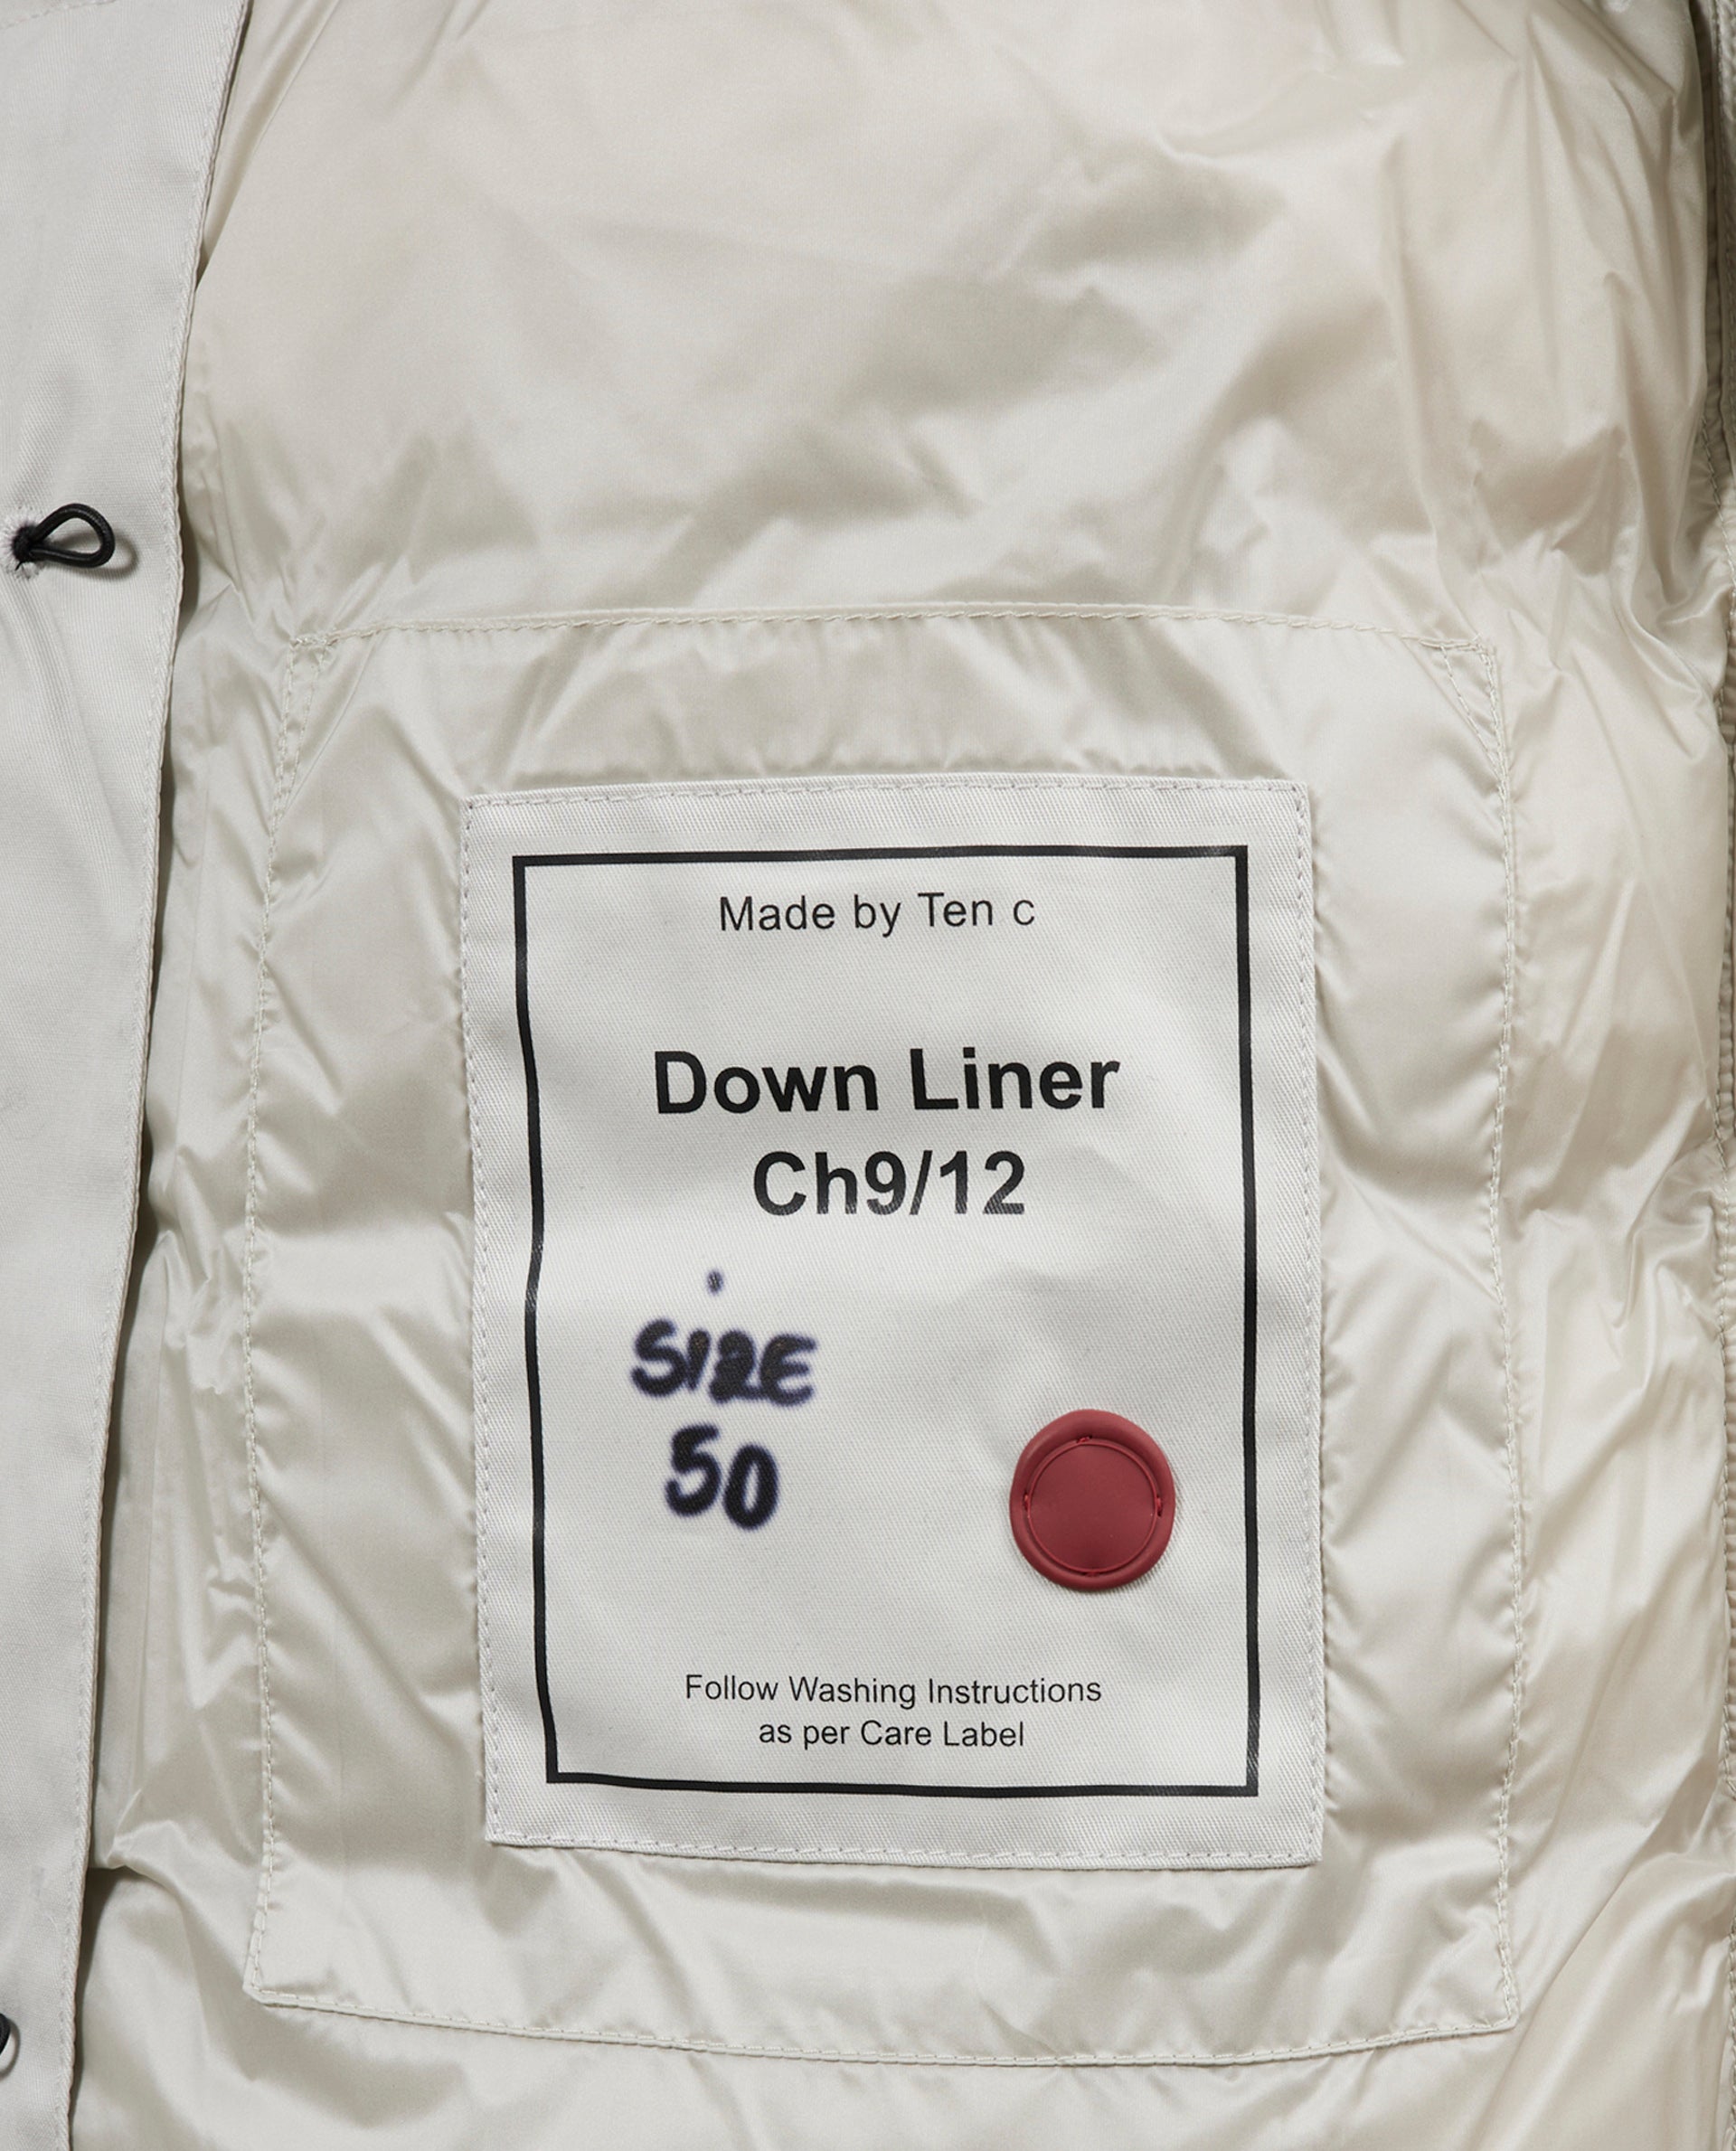 Made by Ten c
Down Liner
Ch9/12
SIZE
50
Follow Washing Instructions
as per Care Label